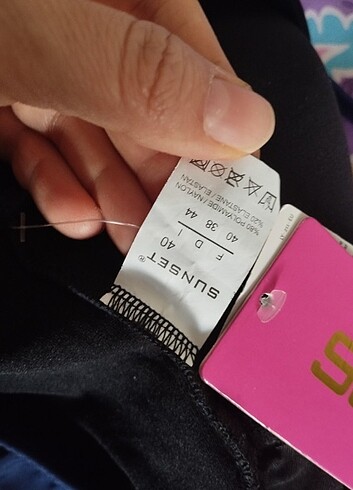 SUNSET®
F D I 40
40 38 44
%80 POLYAMIDE / NAYLON
%20 ELASTANE / ELASTAN